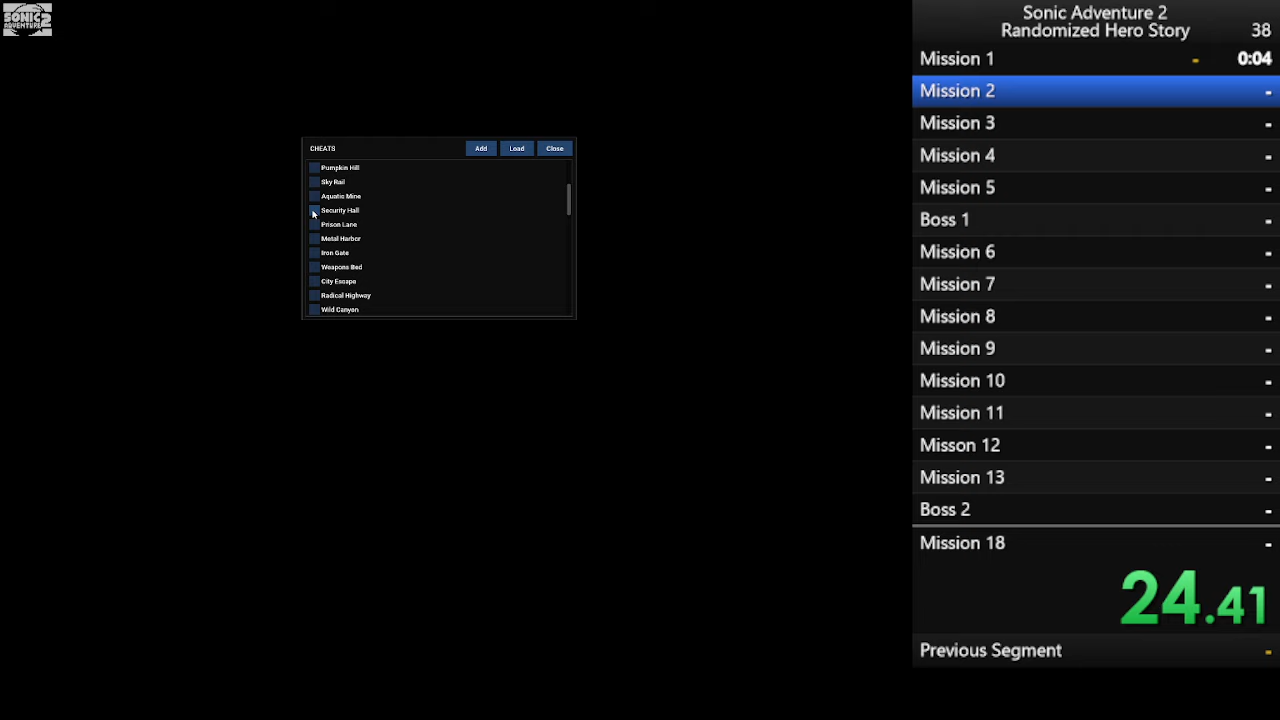 SONIC
ADVENTURE
2
CHEATS Add Load Close
Pumpkin Hill
Sky Rail
Aquatic Mine
Security Hall
Prison Lane
Metal Harbor
Iron Gate
Weapons Bed
City Escape
Radical Highway
Wild Canyon
Sonic Adventure 2
Randomized Hero Story 38
Mission 1 - 0:04
Mission 2 -
Mission 3 -
Mission 4 -
Mission 5 -
Boss 1 -
Mission 6 -
Mission 7 -
Mission 8 -
Mission 9 -
Mission 10 -
Mission 11 -
Misson 12 -
Mission 13 -
Boss 2 -
Mission 18 -
24.41
Previous Segment -